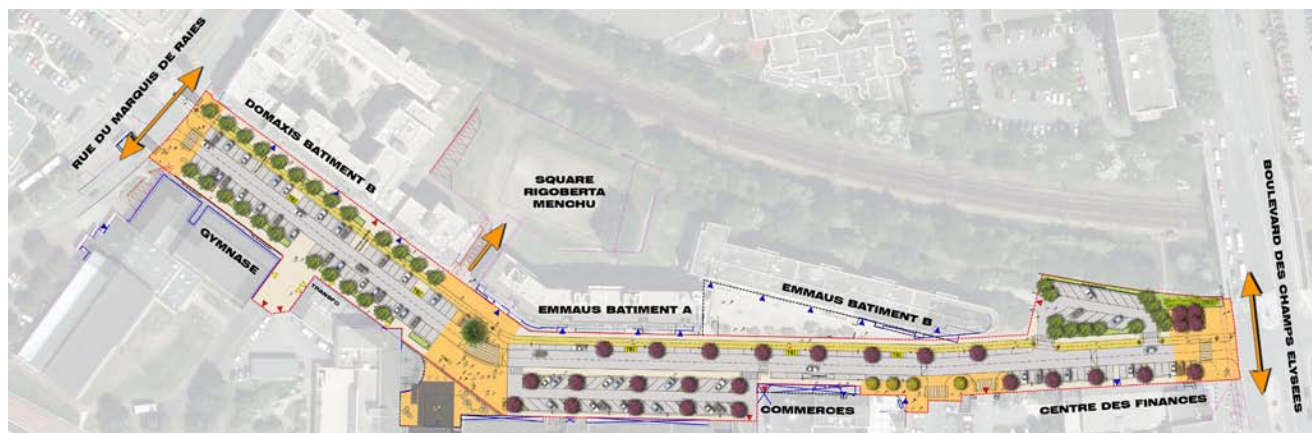 RUE DU MARQUIS DE RAIES
DOMAXIS BATIMENT B
GYMNASE
TRANSFO
SQUARE
RIGOBERTA
MENCHU
EMMAUS BATIMENT A
EMMAUS BATIMENT B
COMMERCES
CENTRE DES FINANCES
BOULEVARD DES CHAMPS ELYSEES